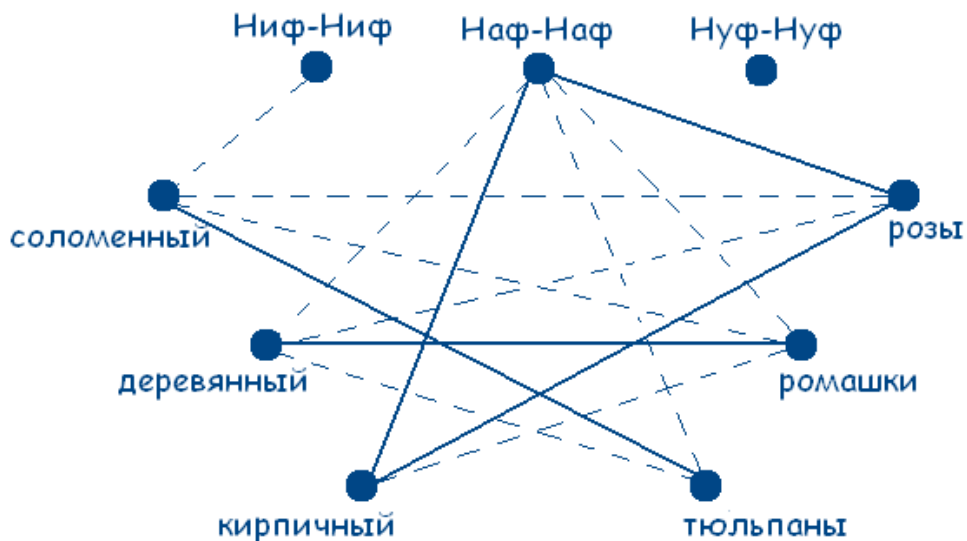 Ниф-Ниф Наф-Наф Нуф-Нуф
соломенный розы
деревянный ромашки
кирпичный тюльпаны